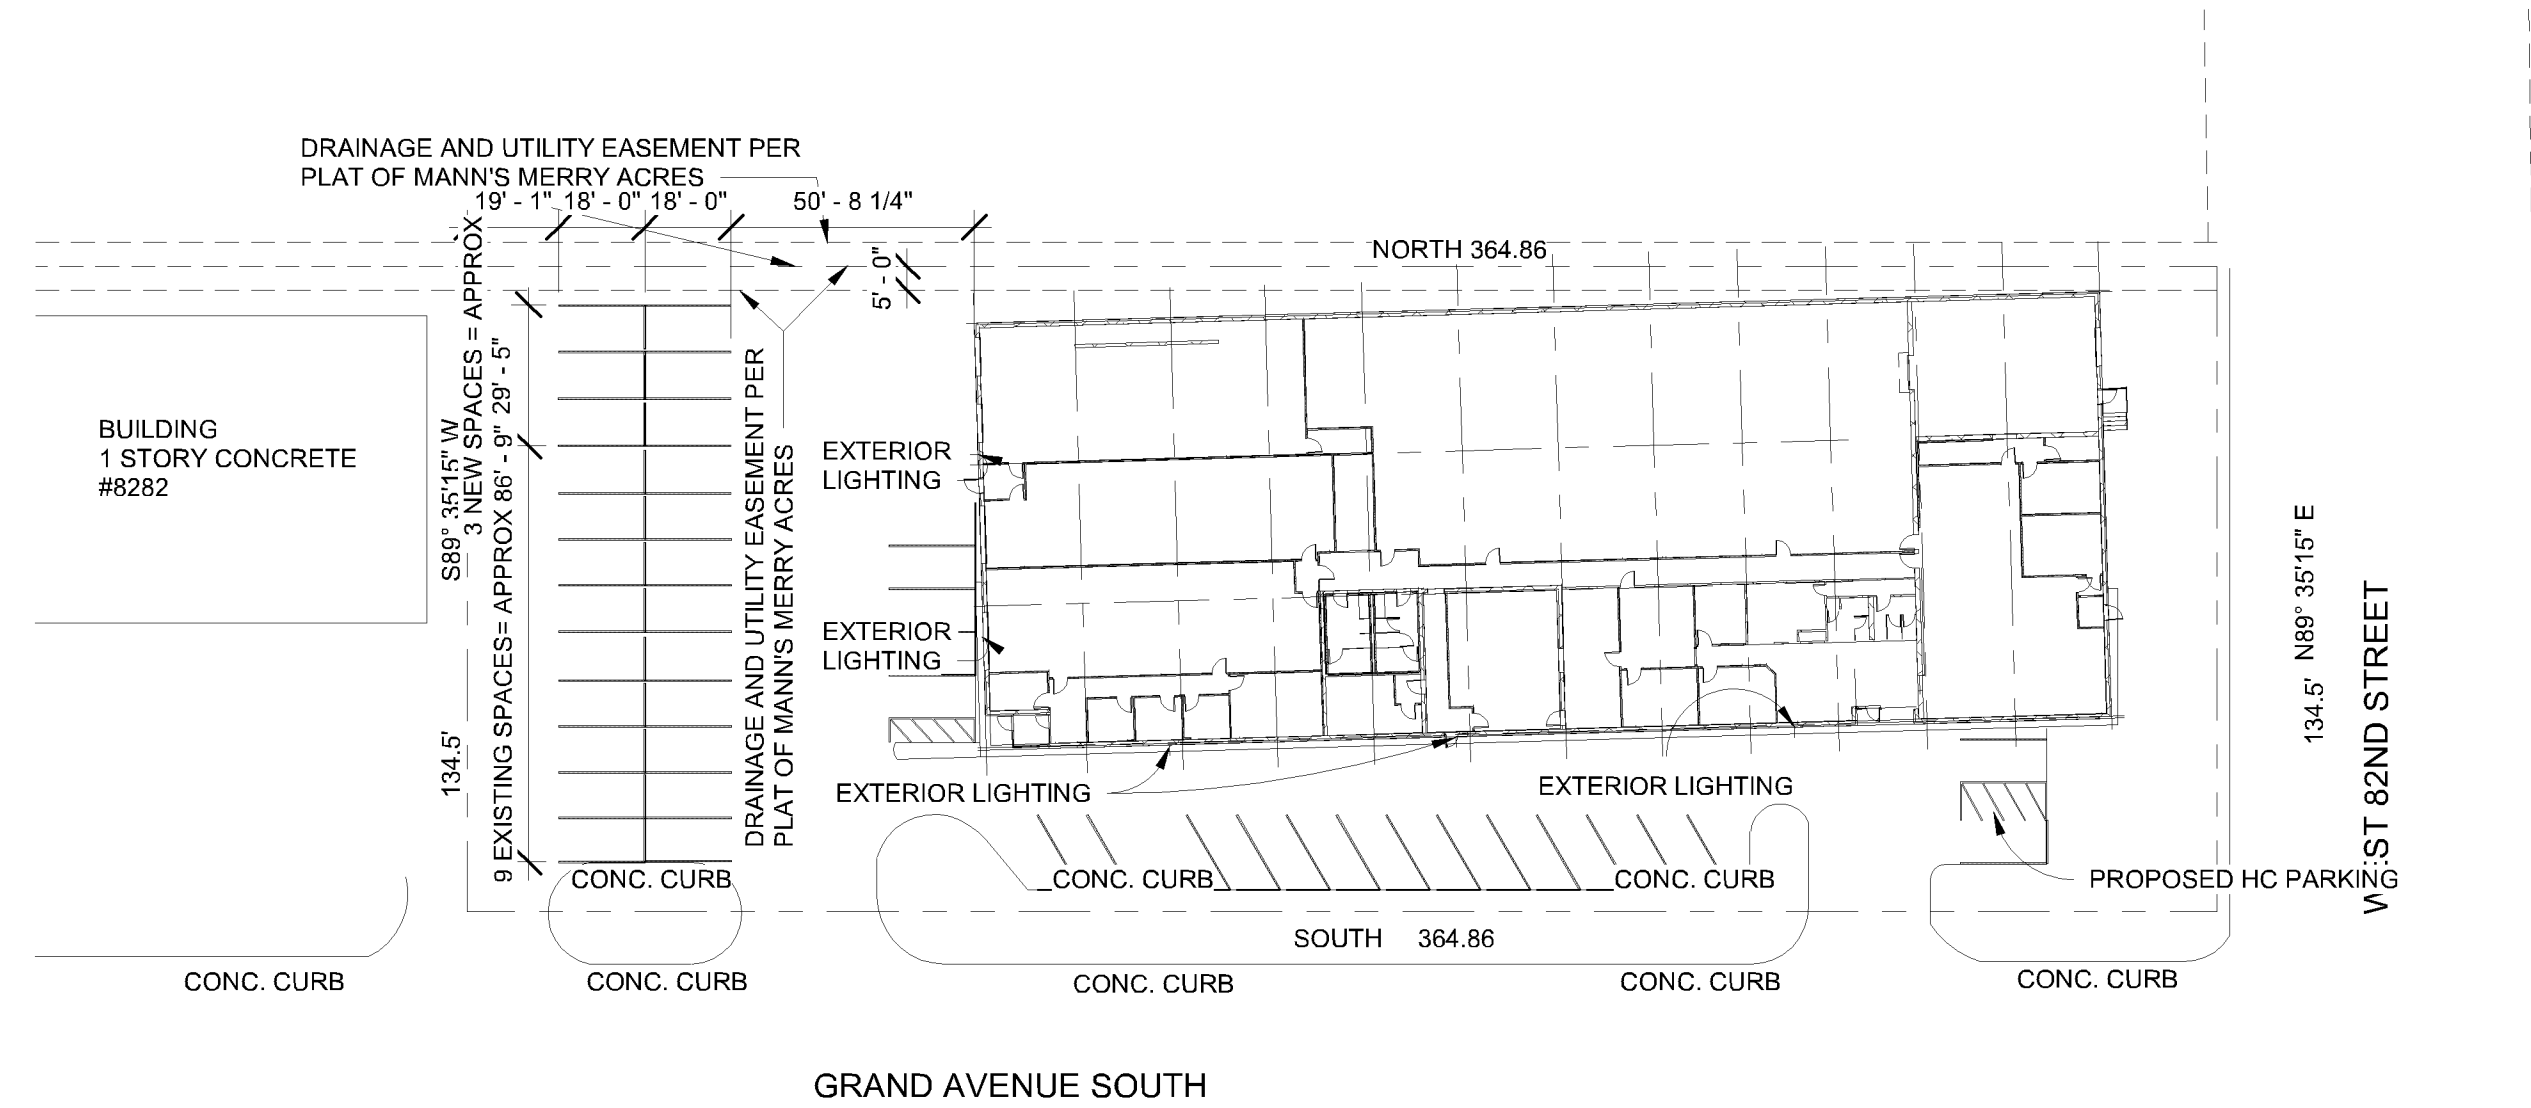 DRAINAGE AND UTILITY EASEMENT PER
PLAT OF MANN'S MERRY ACRES
19' - 1"
18' - 0"
18' - 0"
50' - 8 1/4"
5' - 0"
NORTH 364.86
BUILDING
1 STORY CONCRETE
#8282
134.5'
S89° 35'15" W
3 NEW SPACES = APPROX
29' - 5"
9 EXISTING SPACES= APPROX 86' - 9"
DRAINAGE AND UTILITY EASEMENT PER
PLAT OF MANN'S MERRY ACRES
EXTERIOR
LIGHTING
EXTERIOR
LIGHTING
EXTERIOR LIGHTING
EXTERIOR LIGHTING
134.5'
N89° 35'15" E
WEST 82ND STREET
CONC. CURB
CONC. CURB
CONC. CURB
PROPOSED HC PARKING
SOUTH 364.86
CONC. CURB
CONC. CURB
CONC. CURB
CONC. CURB
CONC. CURB
GRAND AVENUE SOUTH